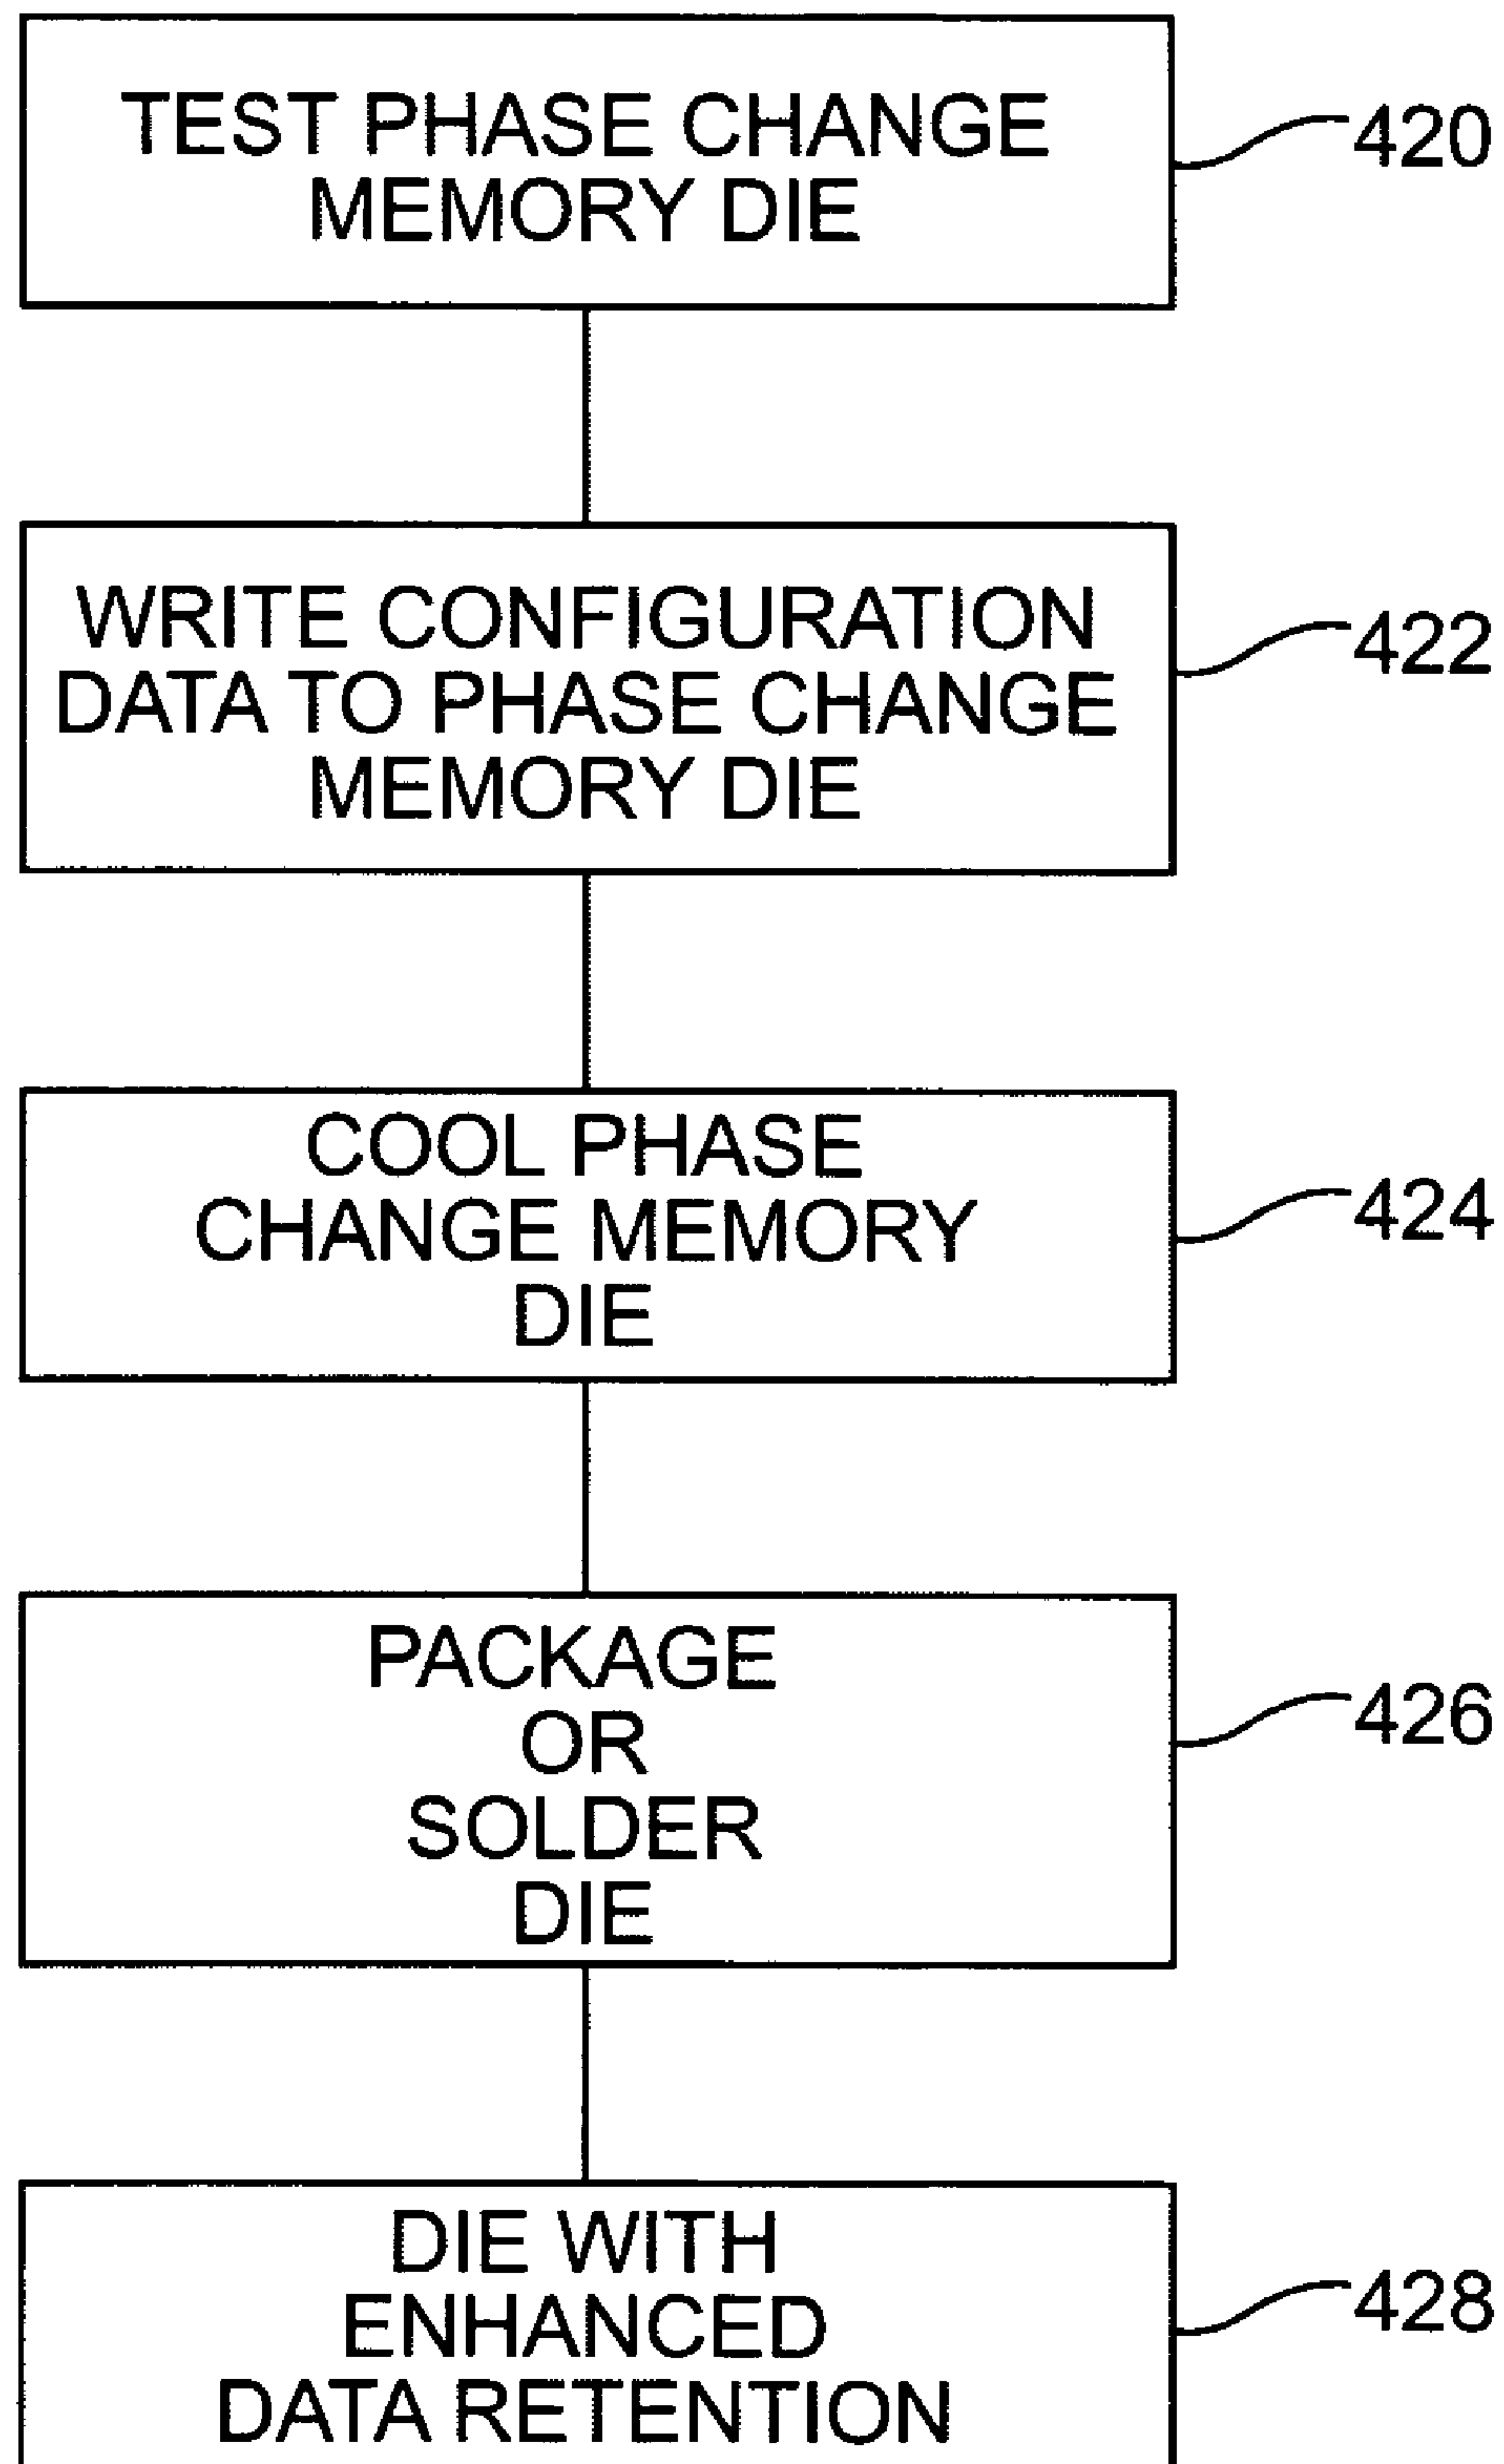 TEST PHASE CHANGE
MEMORY DIE
420
WRITE CONFIGURATION
DATA TO PHASE CHANGE
MEMORY DIE
422
COOL PHASE
CHANGE MEMORY
DIE
424
PACKAGE
OR
SOLDER
DIE
426
DIE WITH
ENHANCED
DATA RETENTION
428